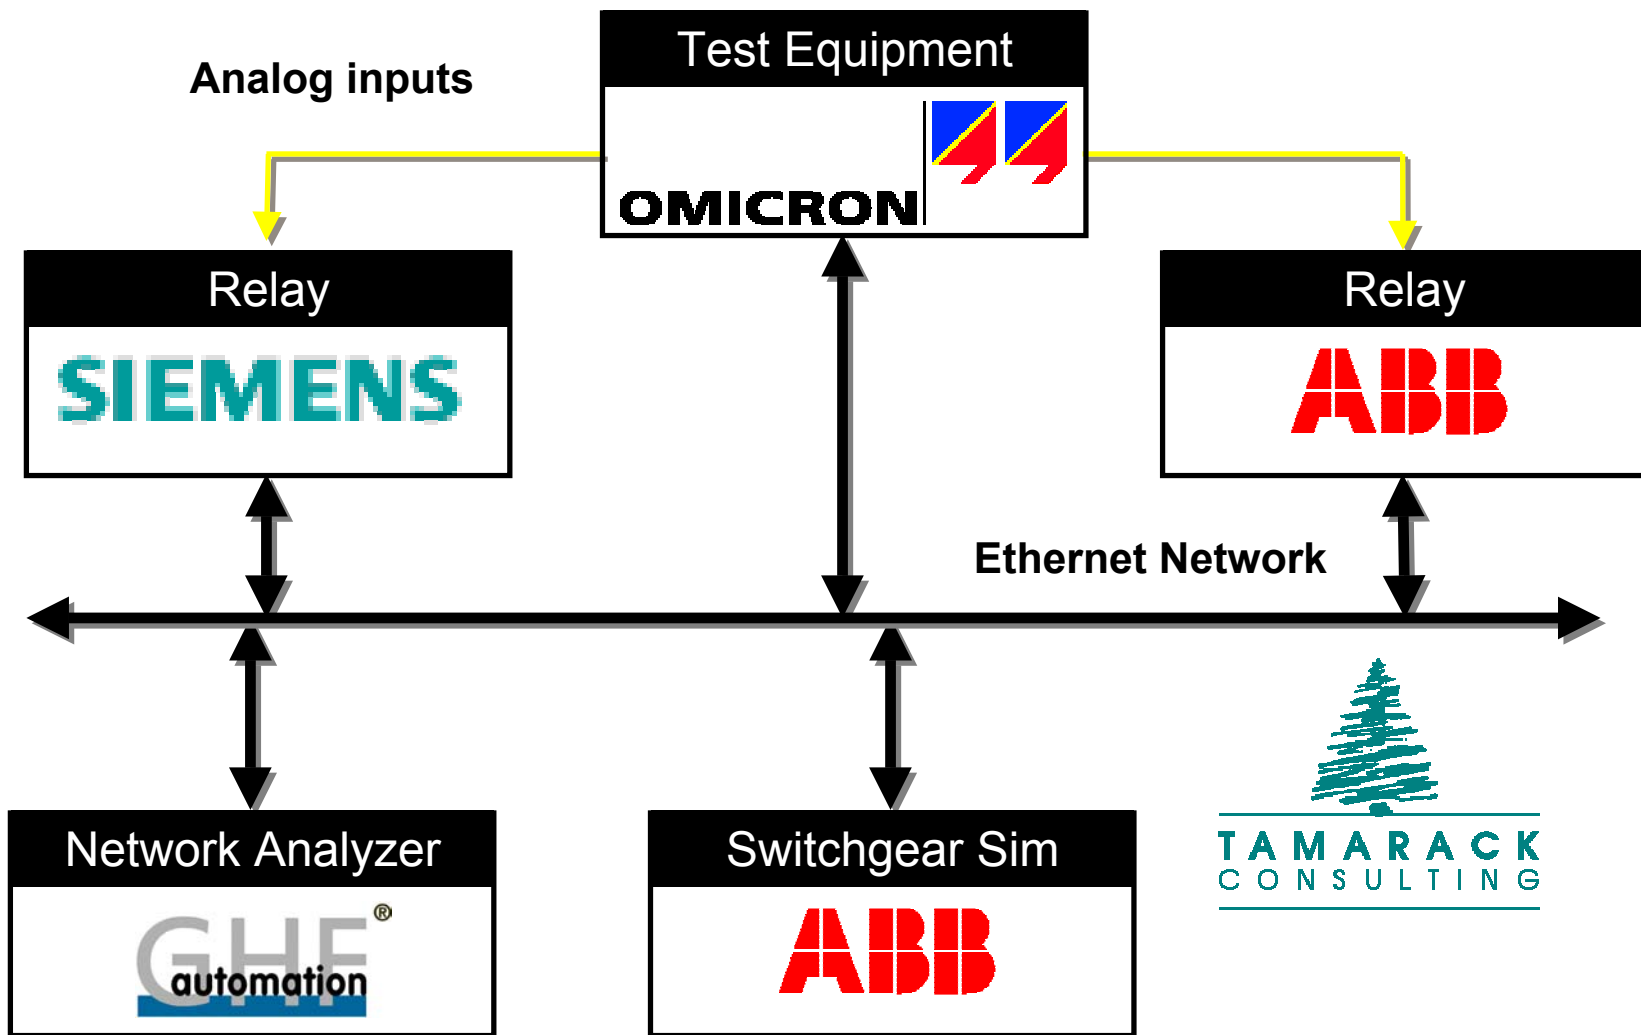 Test Equipment
Analog inputs
OMICRON
Relay
SIEMENS
Relay
ABB
Ethernet Network
TAMARACK
CONSULTING
Network Analyzer
GHF®
automation
Switchgear Sim
ABB